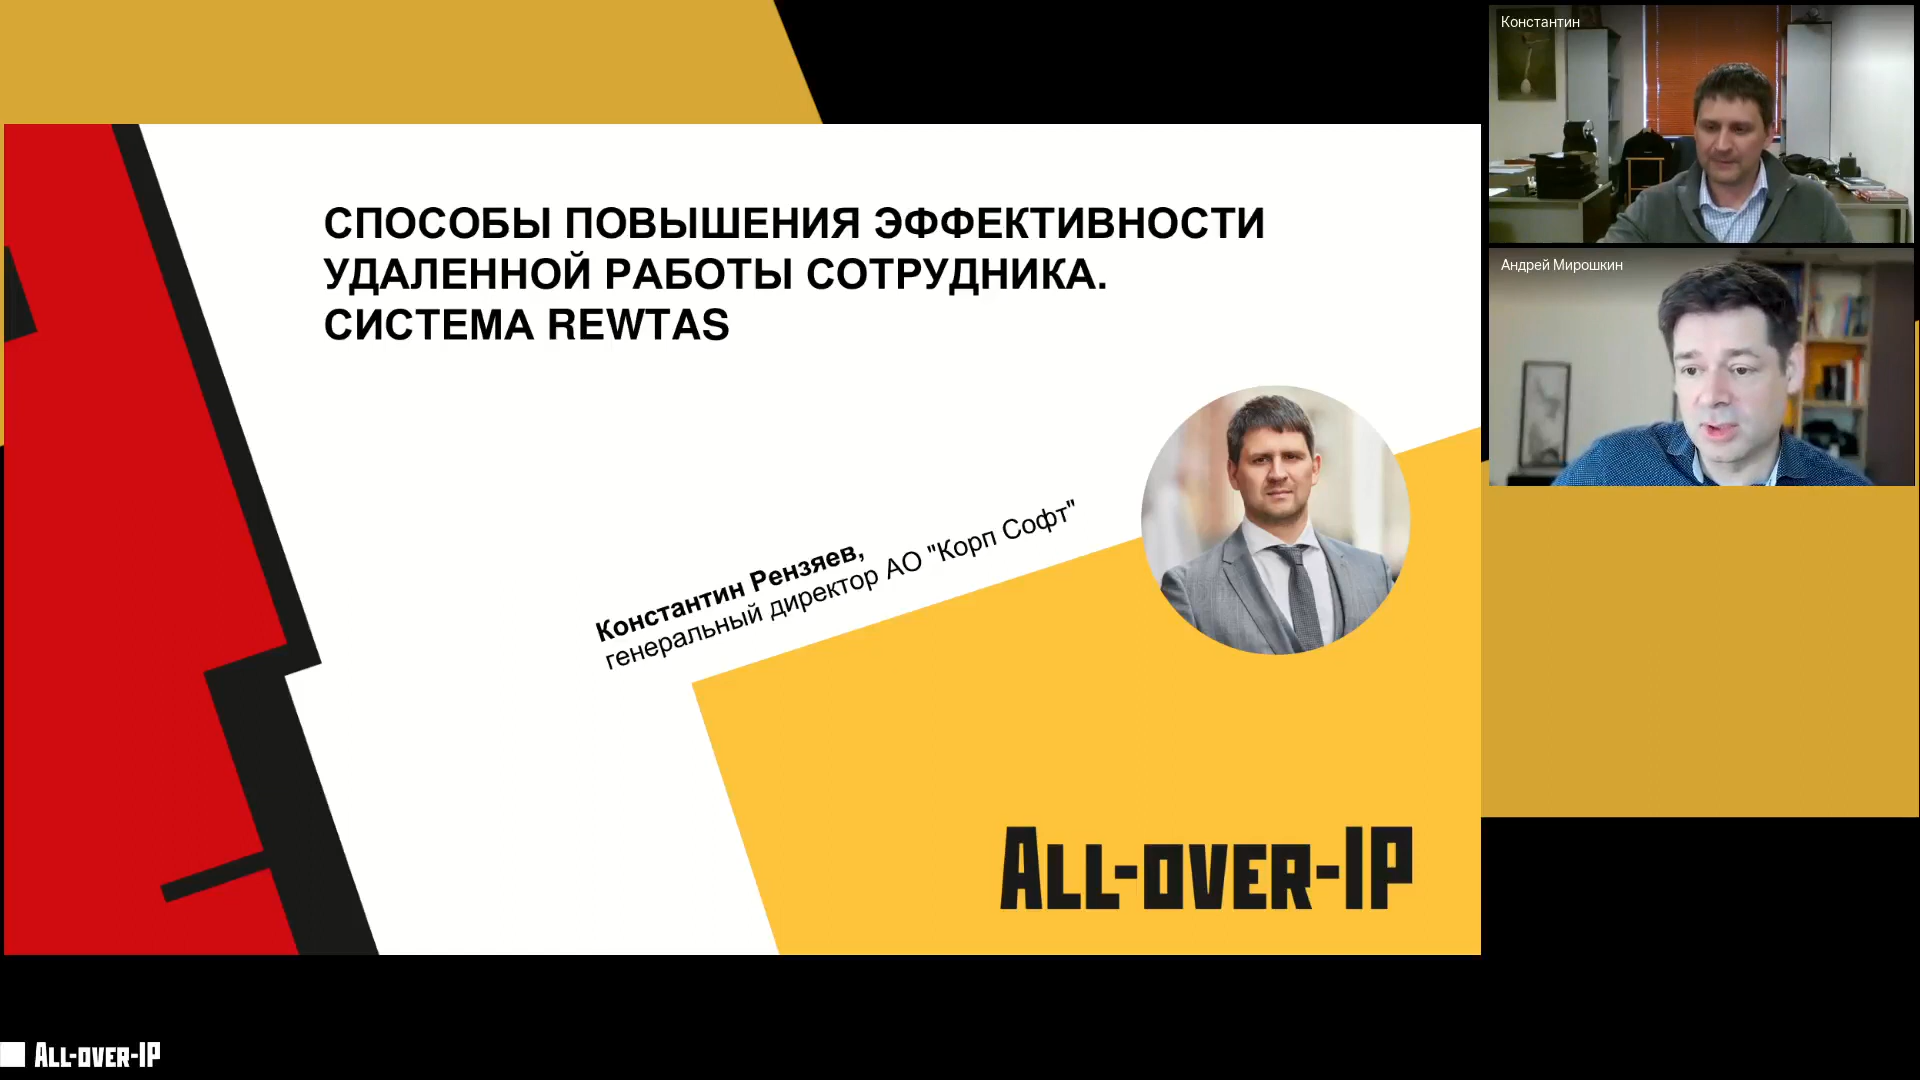 СПОСОБЫ ПОВЫШЕНИЯ ЭФФЕКТИВНОСТИ
УДАЛЕННОЙ РАБОТЫ СОТРУДНИКА.
СИСТЕМА REWTAS
Константин Рензяев,
генеральный директор АО "Корп Софт"
ALL-OVER-IP
Константин
Андрей Мирошкин
ALL-OVER-IP